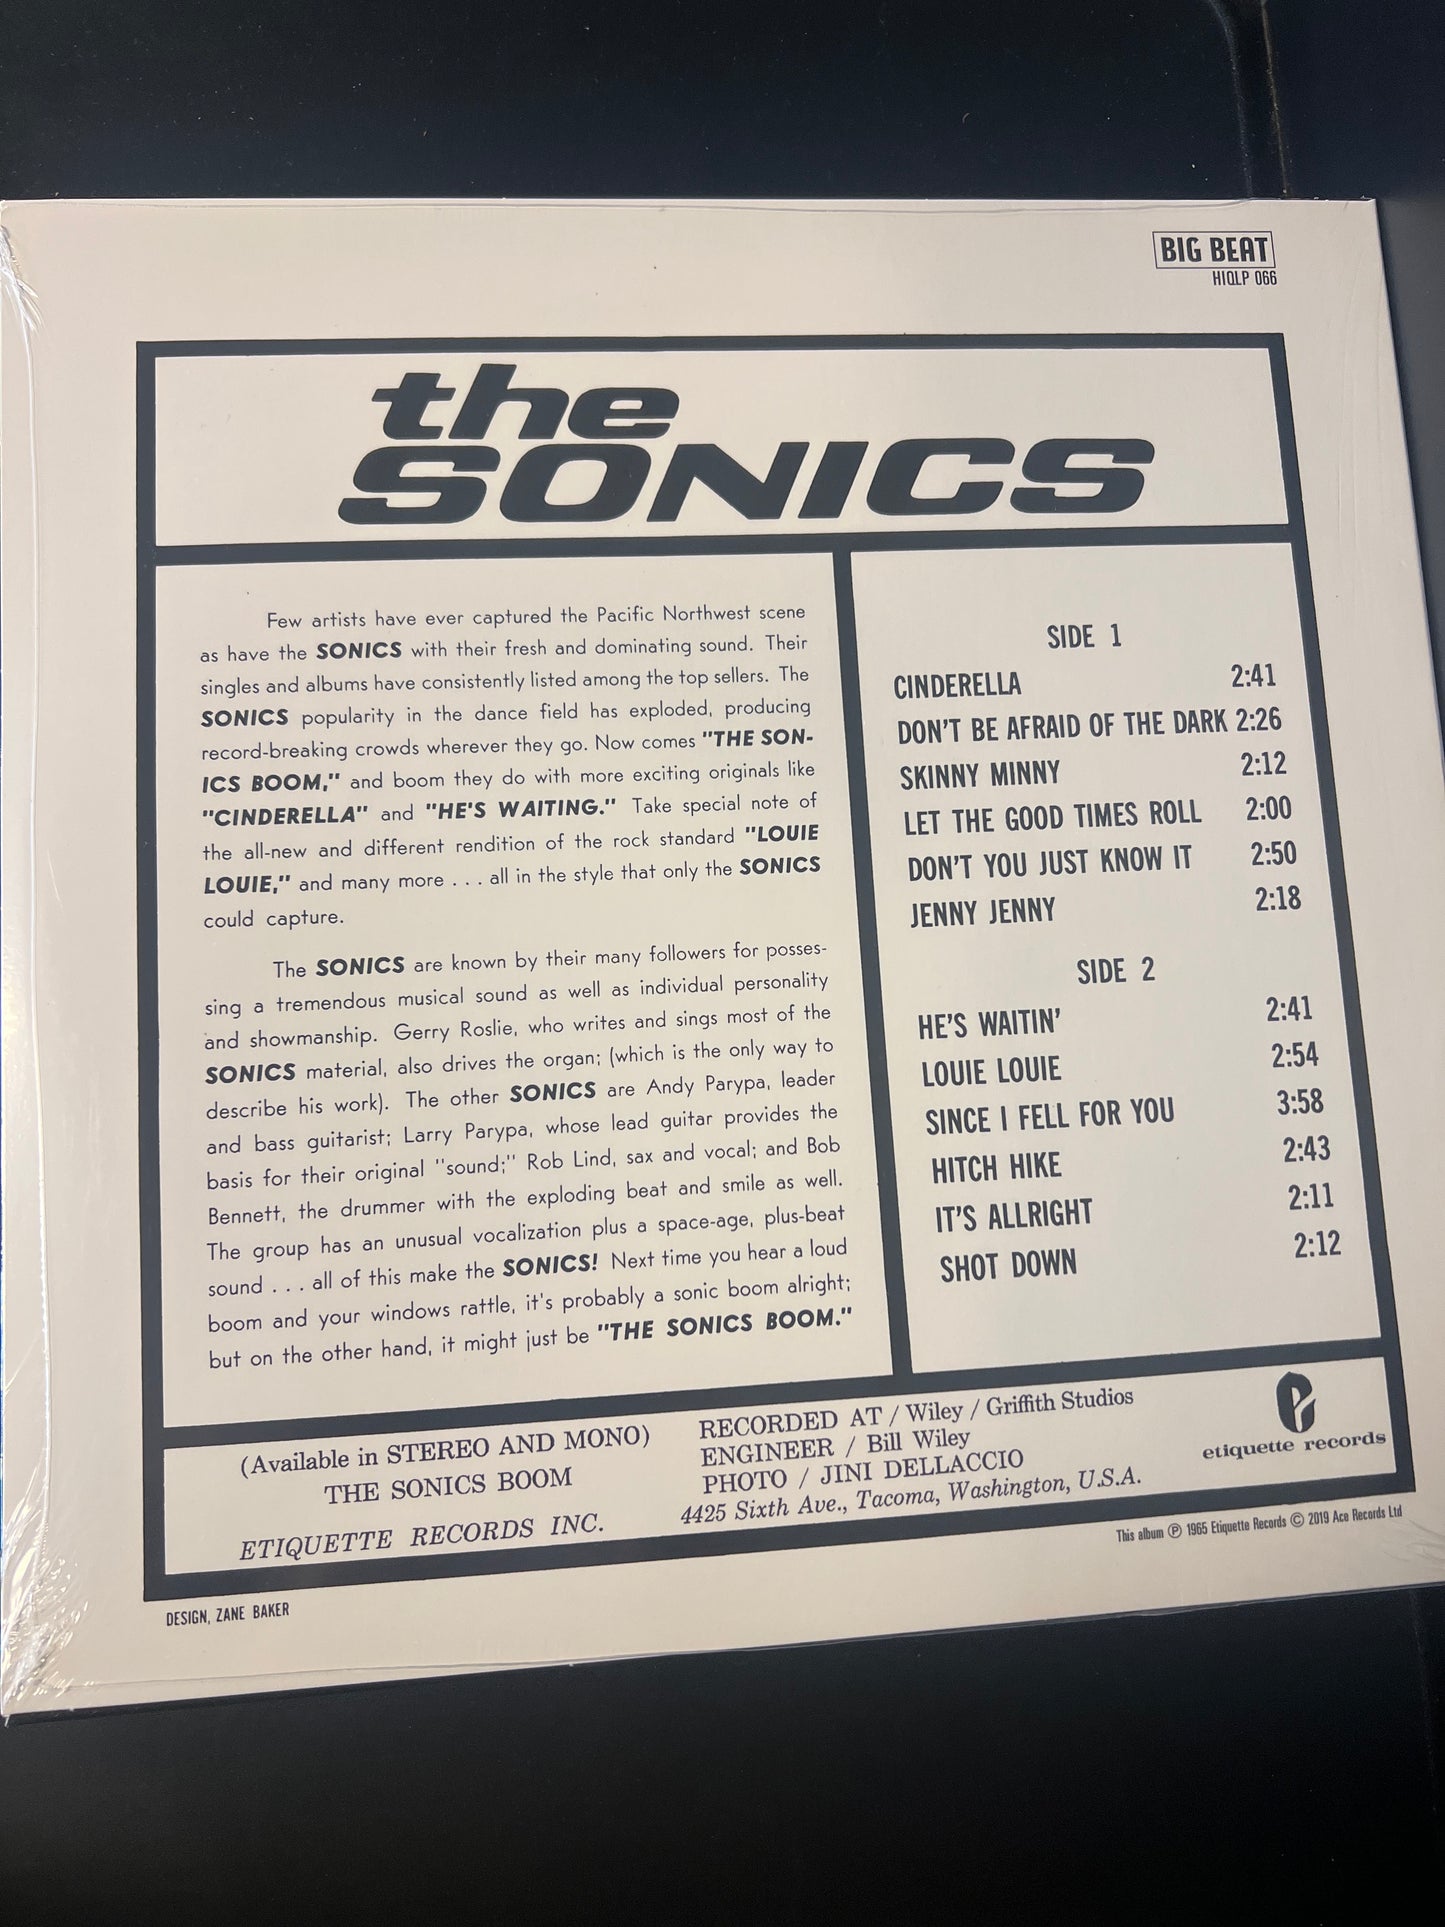 BIG BEAT
HIQLP 066
the
SONICS
Few artists have ever captured the Pacific Northwest scene
as have the SONICS with their fresh and dominating sound. Their
singles and albums have consistently listed among the top sellers. The
SONICS popularity in the dance field has exploded, producing
record-breaking crowds wherever they go. Now comes "THE SON-
ICS BOOM," and boom they do with more exciting originals like
"CINDERELLA" and "HE'S WAITING." Take special note of
the all-new and different rendition of the rock standard "LOUIE
LOUIE," and many more . . . all in the style that only the SONICS
could capture.
The SONICS are known by their many followers for posses-
sing a tremendous musical sound as well as individual personality
and showmanship. Gerry Roslie, who writes and sings most of the
SONICS material, also drives the organ; (which is the only way to
describe his work). The other SONICS are Andy Parypa, leader
and bass guitarist; Larry Parypa, whose lead guitar provides the
basis for their original "sound;" Rob Lind, sax and vocal; and Bob
Bennett, the drummer with the exploding beat and smile as well.
The group has an unusual vocalization plus a space-age, plus-beat
sound . . . all of this make the SONICS! Next time you hear a loud
boom and your windows rattle, it's probably a sonic boom alright;
but on the other hand, it might just be "THE SONICS BOOM."
SIDE 1
CINDERELLA 2:41
DON'T BE AFRAID OF THE DARK 2:26
SKINNY MINNY 2:12
LET THE GOOD TIMES ROLL 2:00
DON'T YOU JUST KNOW IT 2:50
JENNY JENNY 2:18
SIDE 2
HE'S WAITIN' 2:41
LOUIE LOUIE 2:54
SINCE I FELL FOR YOU 3:58
HITCH HIKE 2:43
IT'S ALLRIGHT 2:11
SHOT DOWN 2:12
(Available in STEREO AND MONO)
THE SONICS BOOM
ETIQUETTE RECORDS INC.
RECORDED AT / Wiley / Griffith Studios
ENGINEER / Bill Wiley
PHOTO / JINI DELLACCIO
4425 Sixth Ave., Tacoma, Washington, U.S.A.
etiquette records
This album ℗ 1965 Etiquette Records © 2019 Ace Records Ltd
DESIGN, ZANE BAKER